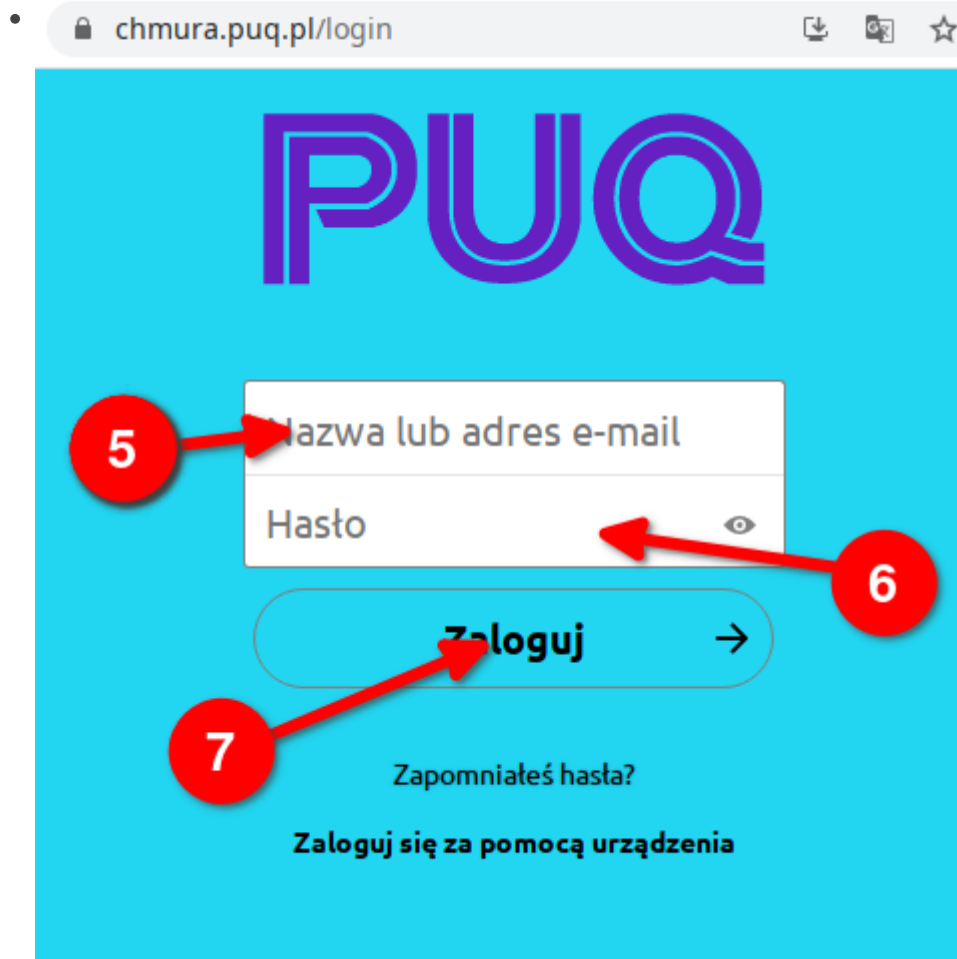 chmura.puq.pl/login
PUQ
Nazwa lub adres e-mail
5
Hasło
6
Zaloguj
7
Zapomniałeś hasła?
Zaloguj się za pomocą urządzenia